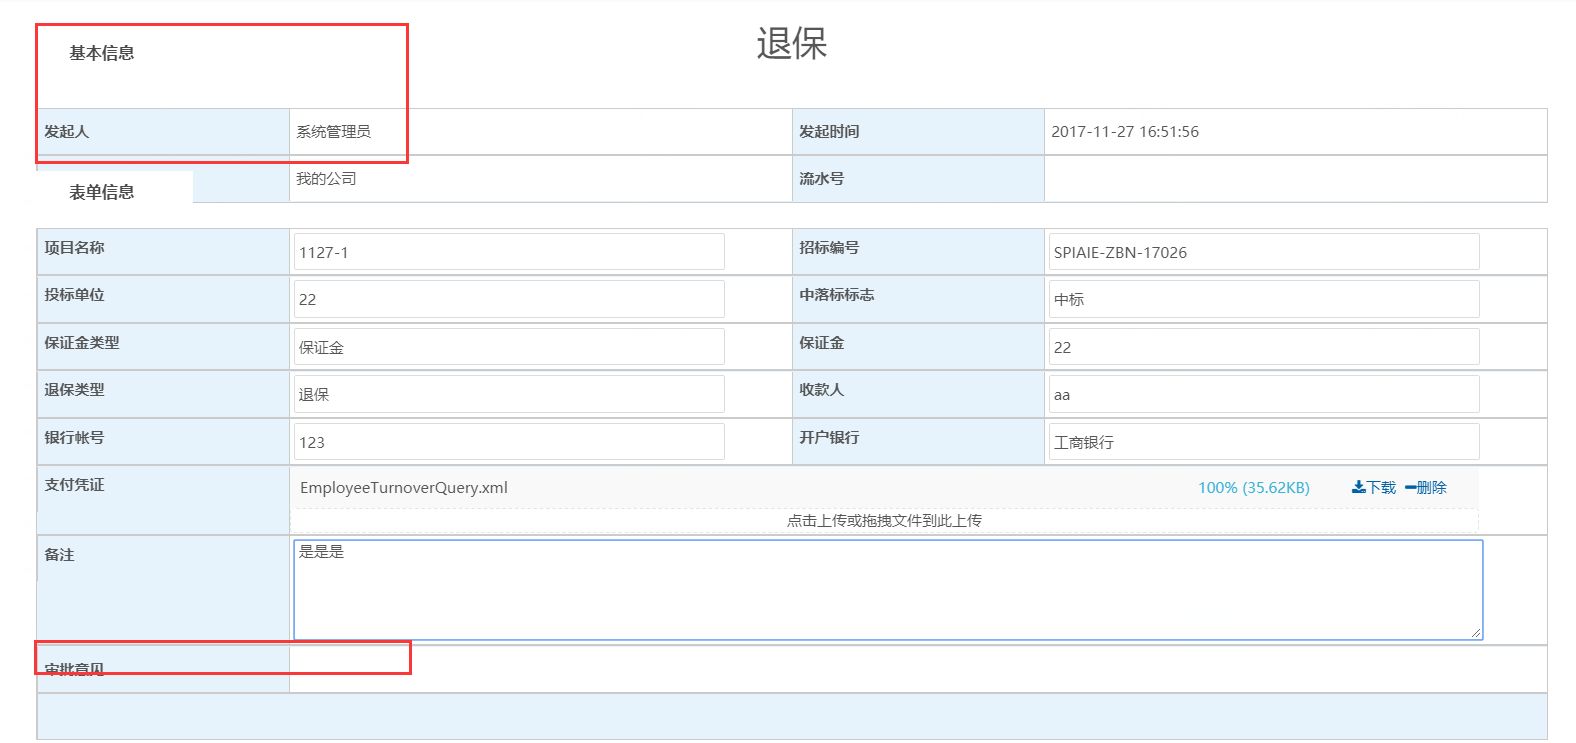 退保
基本信息
发起人 系统管理员 发起时间 2017-11-27 16:51:56
我的公司 流水号
表单信息
项目名称 1127-1 招标编号 SPIAIE-ZBN-17026
投标单位 22 中落标标志 中标
保证金类型 保证金 保证金 22
退保类型 退保 收款人 aa
银行帐号 123 开户银行 工商银行
支付凭证 EmployeeTurnoverQuery.xml 100% (35.62KB) 下载 删除
点击上传或拖拽文件到此上传
备注 是是是
审批意见